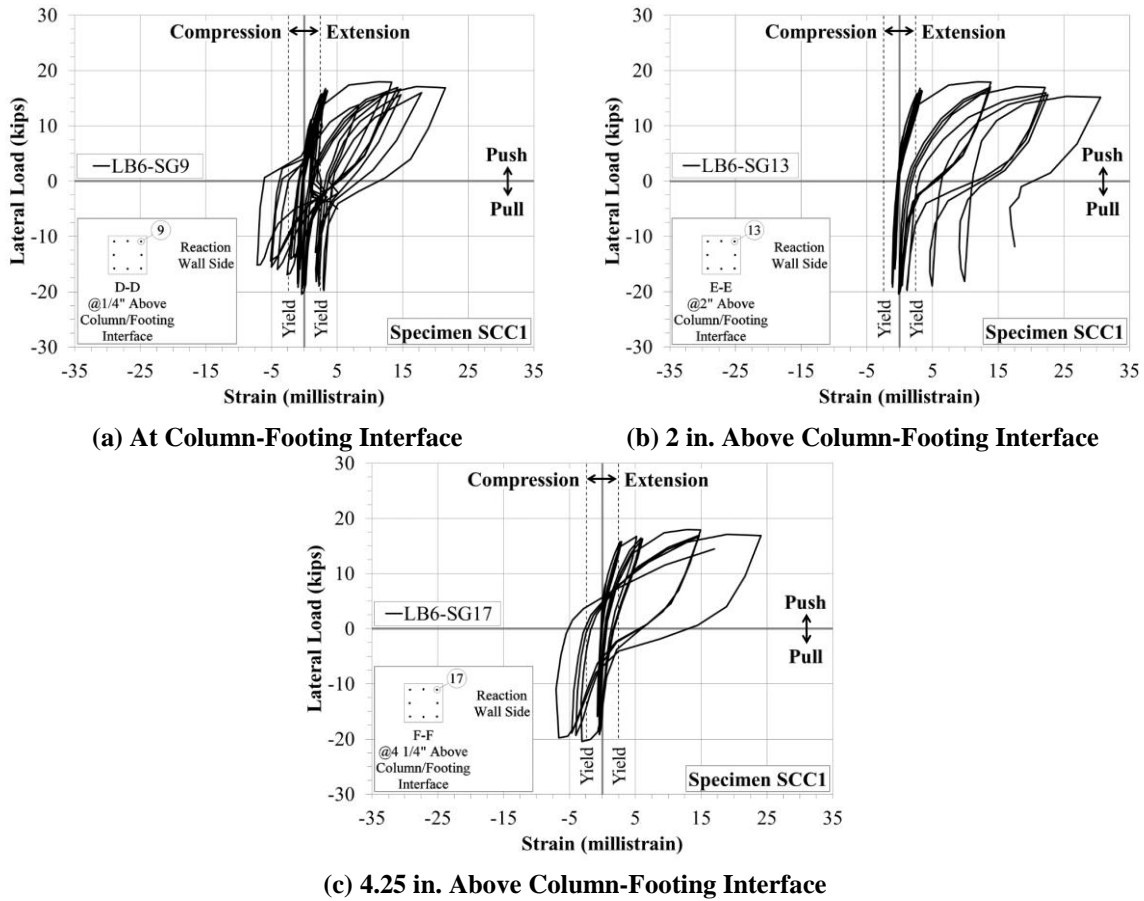 30
20
10
0
-10
-20
-30
Lateral Load (kips)
Compression
Extension
LB6-SG9
Push
Pull
9
Reaction
Wall Side
D-D
@1/4" Above
Column/Footing
Interface
Yield
Yield
Specimen SCC1
-35 -25 -15 -5 5 15 25 35
Strain (millistrain)
(a) At Column-Footing Interface
30
20
10
0
-10
-20
-30
Lateral Load (kips)
Compression
Extension
LB6-SG13
Push
Pull
13
Reaction
Wall Side
E-E
@2" Above
Column/Footing
Interface
Yield
Yield
Specimen SCC1
-35 -25 -15 -5 5 15 25 35
Strain (millistrain)
(b) 2 in. Above Column-Footing Interface
30
20
10
0
-10
-20
-30
Lateral Load (kips)
Compression
Extension
LB6-SG17
Push
Pull
17
Reaction
Wall Side
F-F
@4 1/4" Above
Column/Footing
Interface
Yield
Yield
Specimen SCC1
-35 -25 -15 -5 5 15 25 35
Strain (millistrain)
(c) 4.25 in. Above Column-Footing Interface